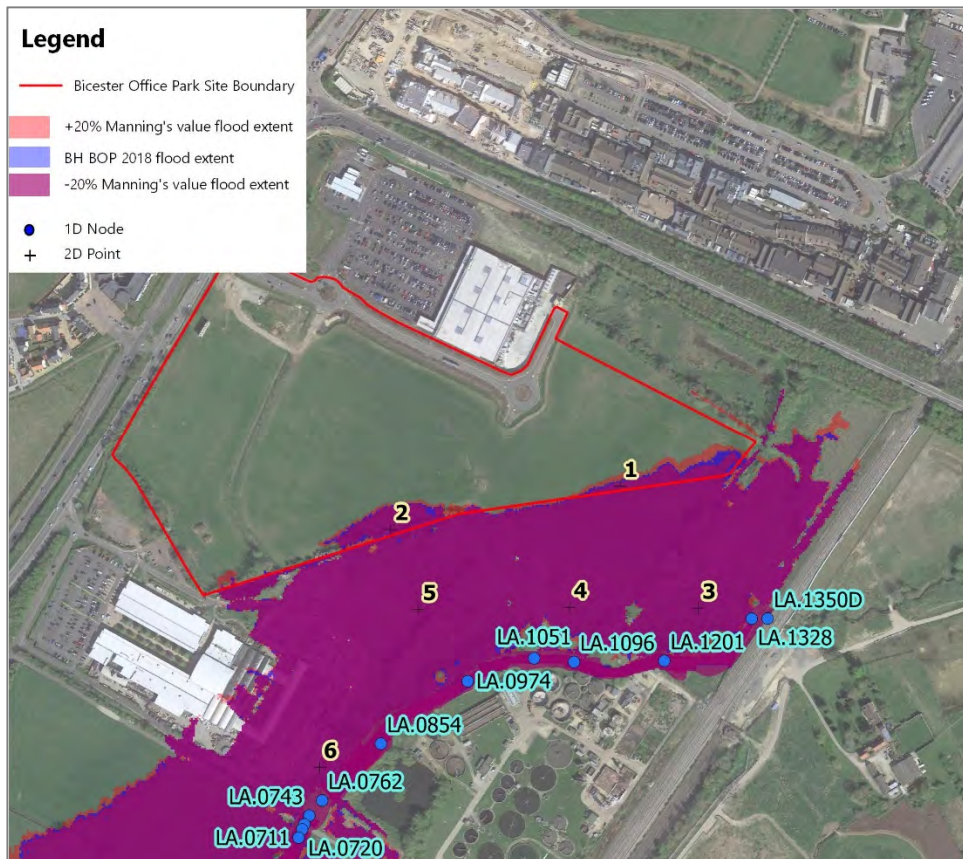 Legend
Bicester Office Park Site Boundary
+20% Manning's value flood extent
BH BOP 2018 flood extent
-20% Manning's value flood extent
1D Node
2D Point
1
2
5
4
3
LA.1350D
LA.1051
LA.1096
LA.1201
LA.1328
LA.0974
LA.0854
6
LA.0762
LA.0743
LA.0711
LA.0720